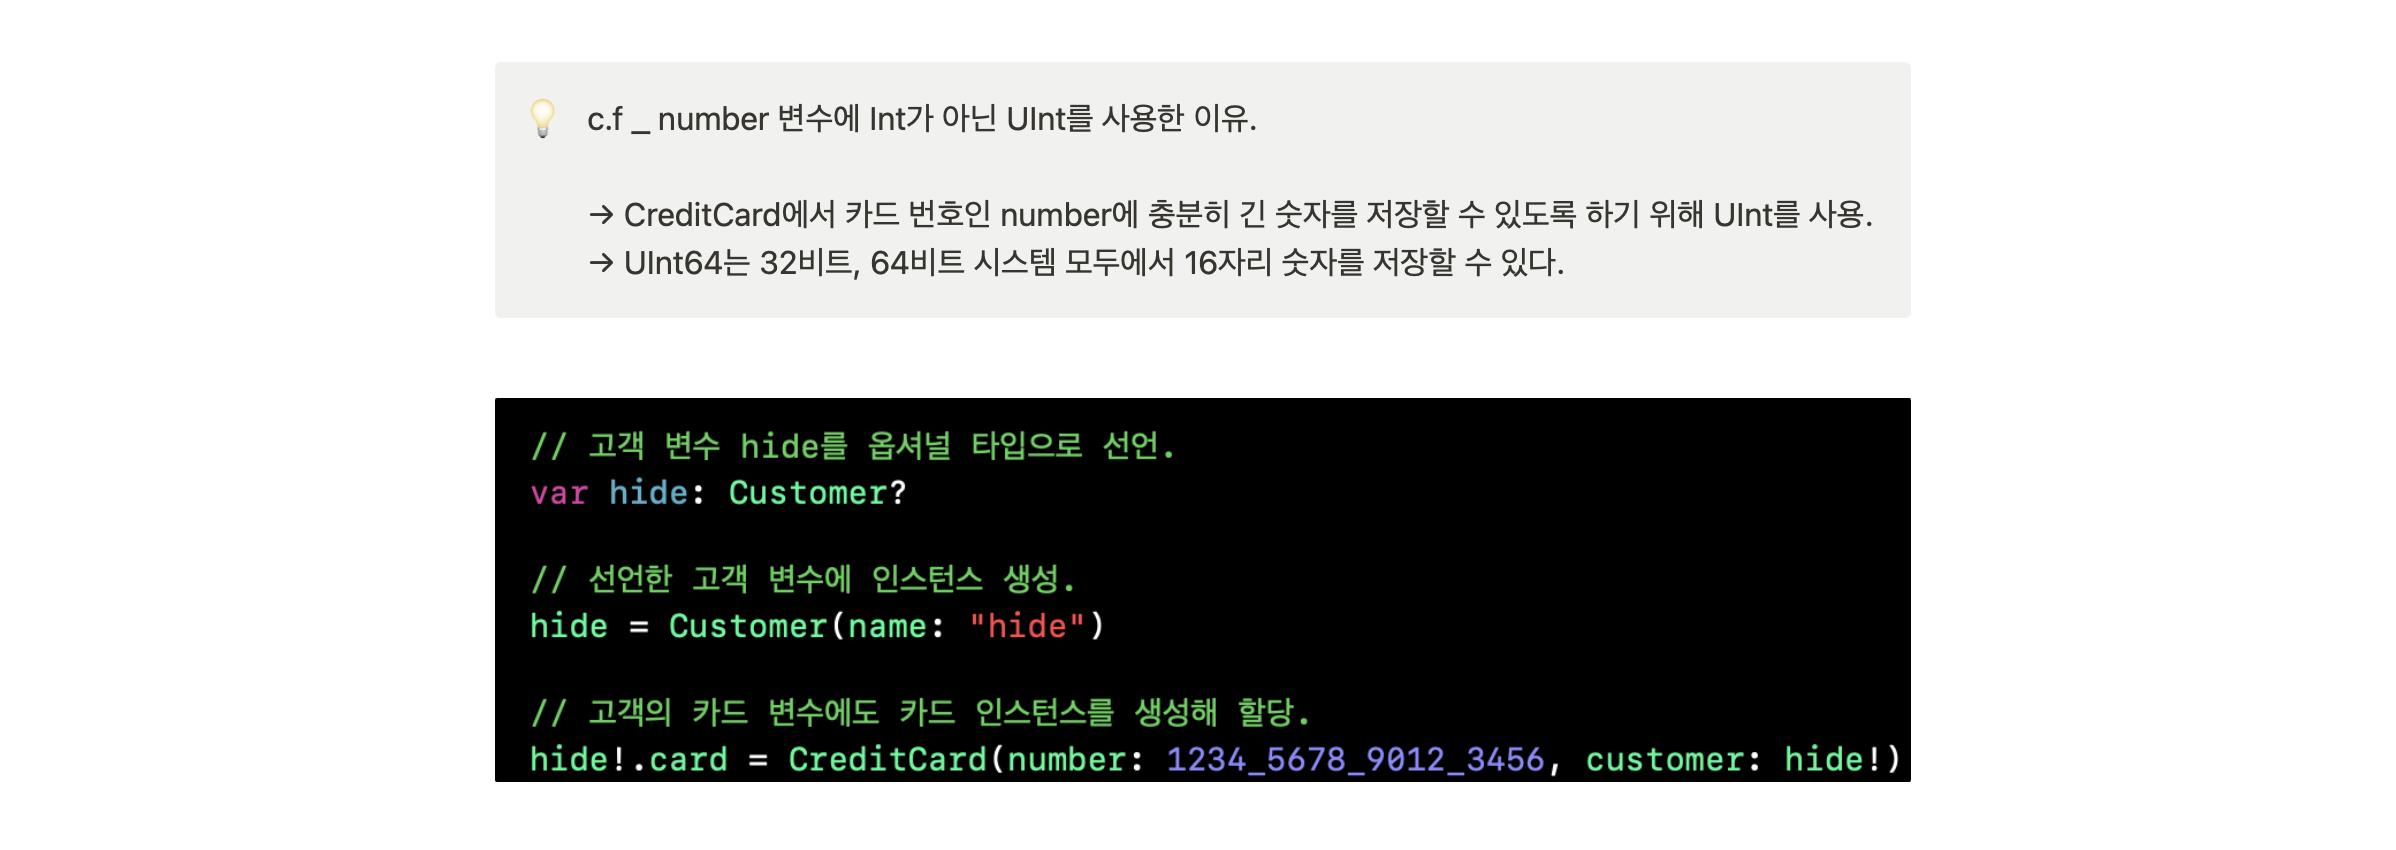 c.f _ number 변수에 Int가 아닌 UInt를 사용한 이유.
→ CreditCard에서 카드 번호인 number에 충분히 긴 숫자를 저장할 수 있도록 하기 위해 UInt를 사용.
→ UInt64는 32비트, 64비트 시스템 모두에서 16자리 숫자를 저장할 수 있다.
// 고객 변수 hide를 옵셔널 타입으로 선언.
var hide: Customer?
// 선언한 고객 변수에 인스턴스 생성.
hide = Customer(name: "hide")
// 고객의 카드 변수에도 카드 인스턴스를 생성해 할당.
hide!.card = CreditCard(number: 1234_5678_9012_3456, customer: hide!)